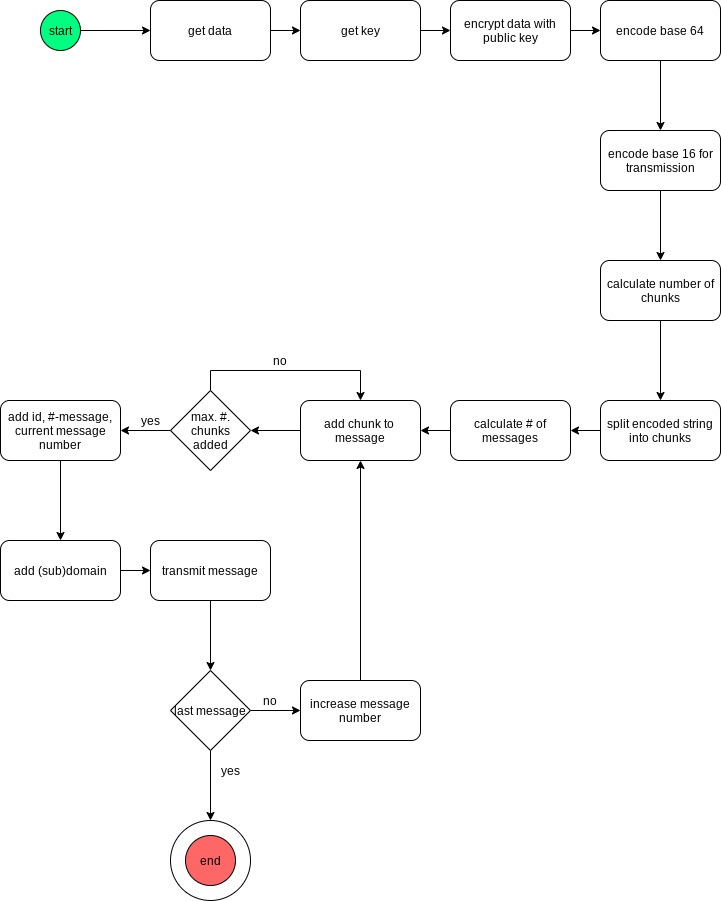 start
get data
get key
encrypt data with
public key
encode base 64
encode base 16 for
transmission
calculate number of
chunks
split encoded string
into chunks
calculate # of
messages
add chunk to
message
no
max. #.
chunks
added
yes
add id, #-message,
current message
number
add (sub)domain
transmit message
last message
no
increase message
number
yes
end